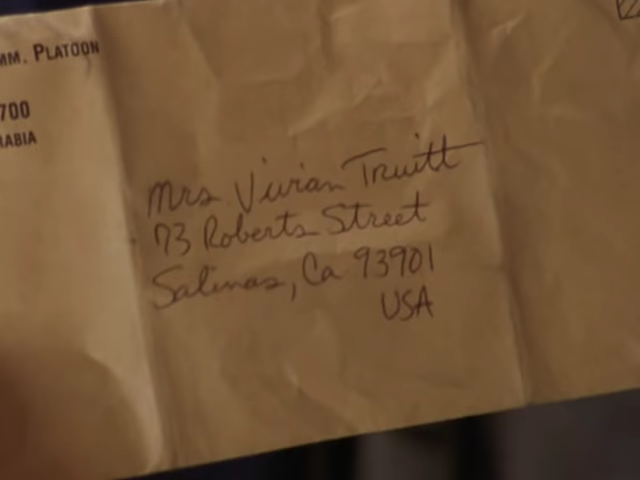 MM. PLATOON
700
RABIA
Mrs Vivian Truitt
73 Roberts Street
Salinas, Ca 93901
USA